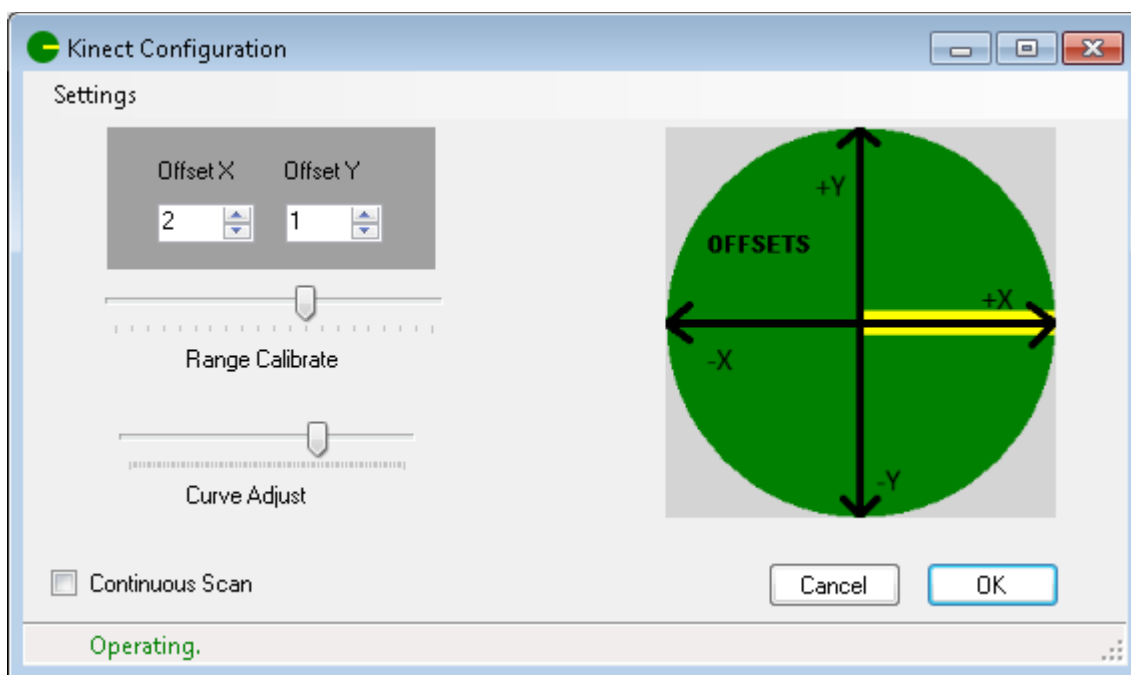 Kinect Configuration
Settings
Offset X Offset Y
2 1
Range Calibrate
Curve Adjust
+Y
OFFSETS
+X
-X
-Y
Continuous Scan
Cancel OK
Operating.